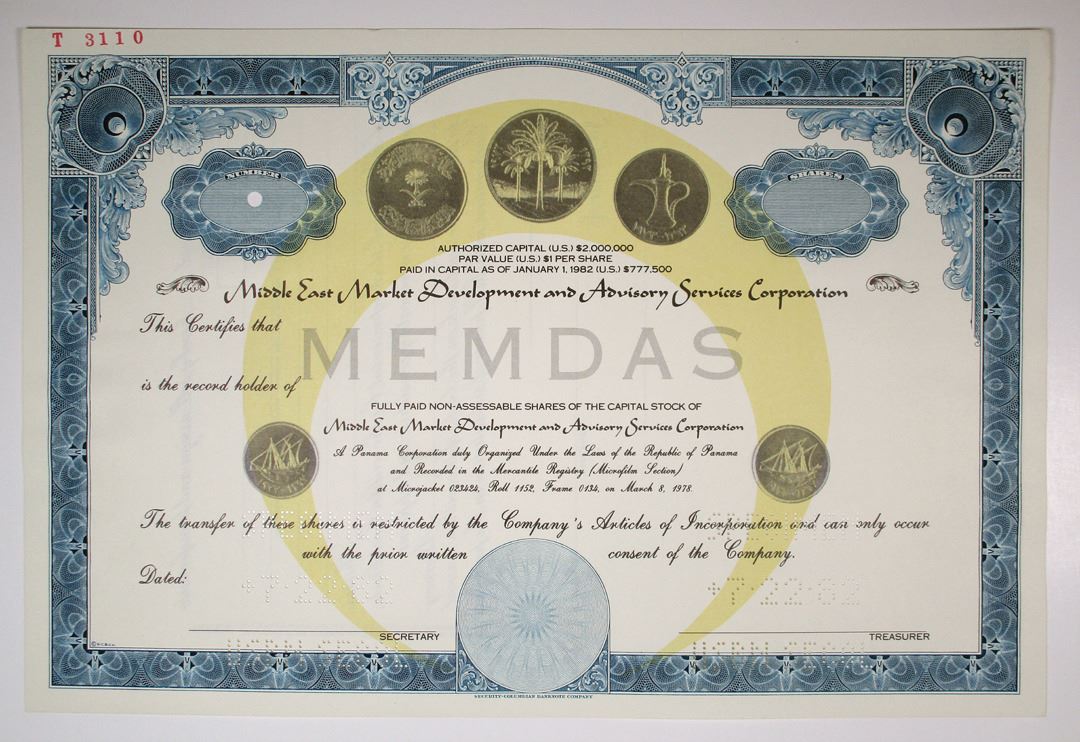 T 3110
NUMBER
SHARES
AUTHORIZED CAPITAL (U.S.) $2,000,000
PAR VALUE (U.S.) $1 PER SHARE
PAID IN CAPITAL AS OF JANUARY 1, 1982 (U.S.) $777,500
Middle East Market Development and Advisory Services Corporation
This Certifies that
MEMDAS
is the record holder of
FULLY PAID NON-ASSESSABLE SHARES OF THE CAPITAL STOCK OF
Middle East Market Development and Advisory Services Corporation
A Panama Corporation duly Organized Under the Laws of the Republic of Panama
and Recorded in the Mercantile Registry (Microfilm Section)
at Microjacket 023424, Roll 1152, Frame 0134, on March 8, 1978.
The transfer of these shares is restricted by the Company's Articles of Incorporation and can only occur
with the prior written consent of the Company.
Dated:
SECRETARY
TREASURER
SECURITY-COLUMBIAN BANKNOTE COMPANY